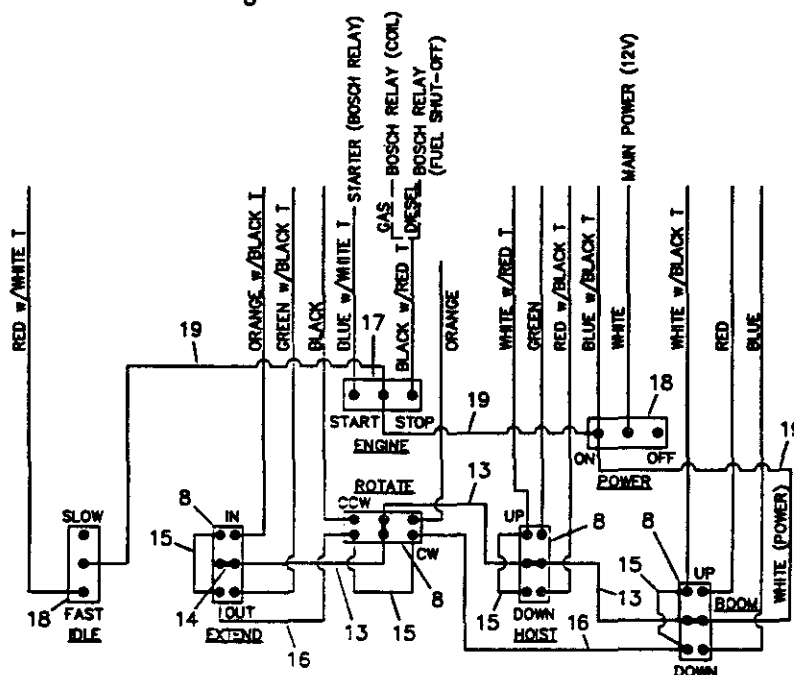 STARTER (BOSCH RELAY)
GAS
BOSCH RELAY (COIL)
DIESEL
BOSCH RELAY
(FUEL SHUT-OFF)
MAIN POWER (12V)
RED w/WHITE T
ORANGE w/BLACK T
GREEN w/BLACK T
BLACK
BLUE w/WHITE T
BLACK w/RED T
ORANGE
WHITE w/RED T
GREEN
RED w/BLACK T
BLUE w/BLACK T
WHITE
WHITE w/BLACK T
RED
BLUE
19
17
18
START
STOP
ENGINE
19
ON
OFF
POWER
19
WHITE (POWER)
ROTATE
13
CCW
CW
8
15
SLOW
FAST
IDLE
18
8
IN
15
14
OUT
EXTEND
16
13
UP
8
15
DOWN
HOIST
13
16
8
15
UP
BOOM
DOWN